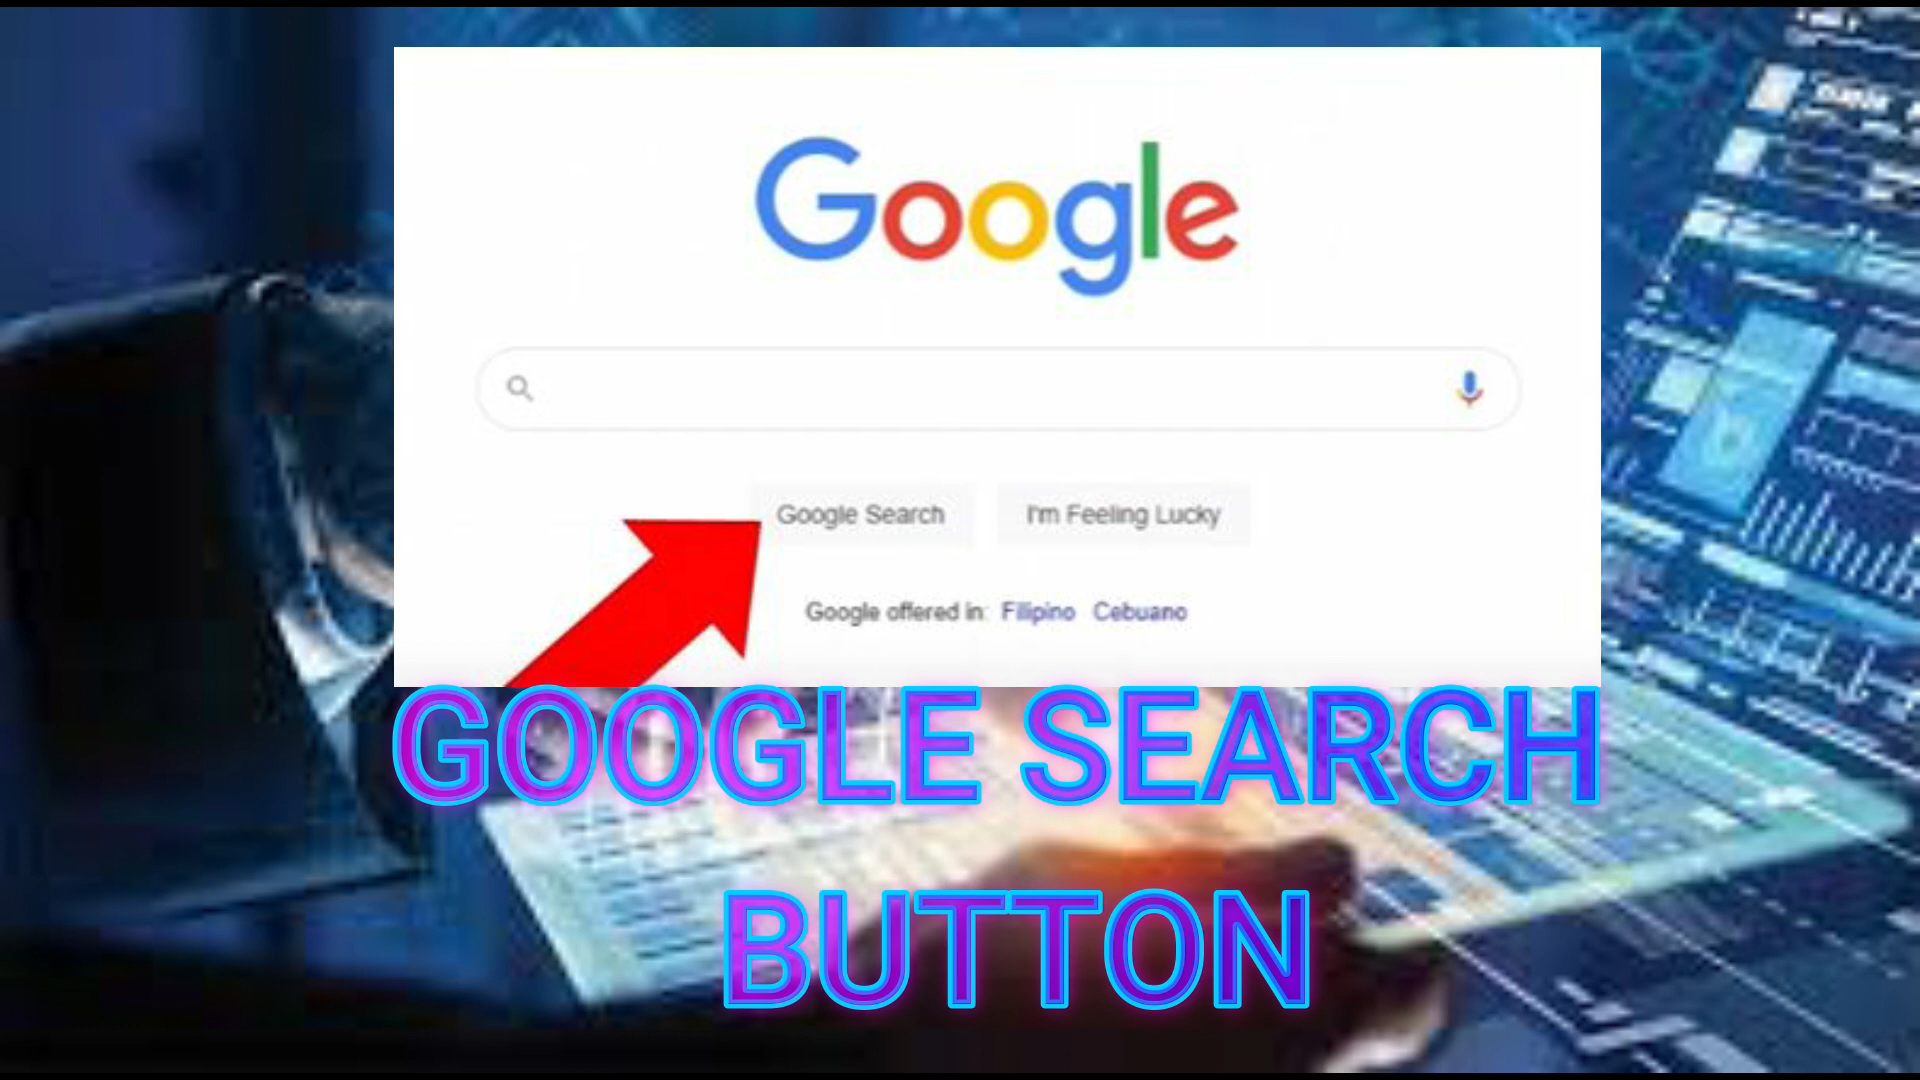 Google
Google Search
I'm Feeling Lucky
Google offered in: Filipino Cebuano
GOOGLE SEARCH
BUTTON